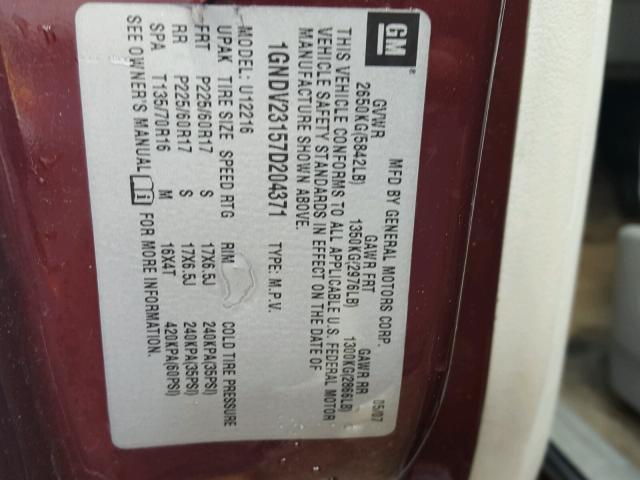 GM ®
MFD BY GENERAL MOTORS CORP. 05/07
GVWR GAWR FRT GAWR RR
2650KG(5842LB) 1350KG(2976LB) 1300KG(2866LB)
THIS VEHICLE CONFORMS TO ALL APPLICABLE U.S. FEDERAL MOTOR
VEHICLE SAFETY STANDARDS IN EFFECT ON THE DATE OF
MANUFACTURE SHOWN ABOVE.
1GNDV23157D204371 TYPE: M.P.V.
MODEL: U12216
UPAK TIRE SIZE SPEED RTG RIM COLD TIRE PRESSURE
FRT P225/60R17 S 17X6.5J 240KPA(35PSI)
RR P225/60R17 S 17X6.5J 240KPA(35PSI)
SPA T135/70R16 M 16X4T 420KPA(60PSI)
SEE OWNER'S MANUAL FOR MORE INFORMATION.